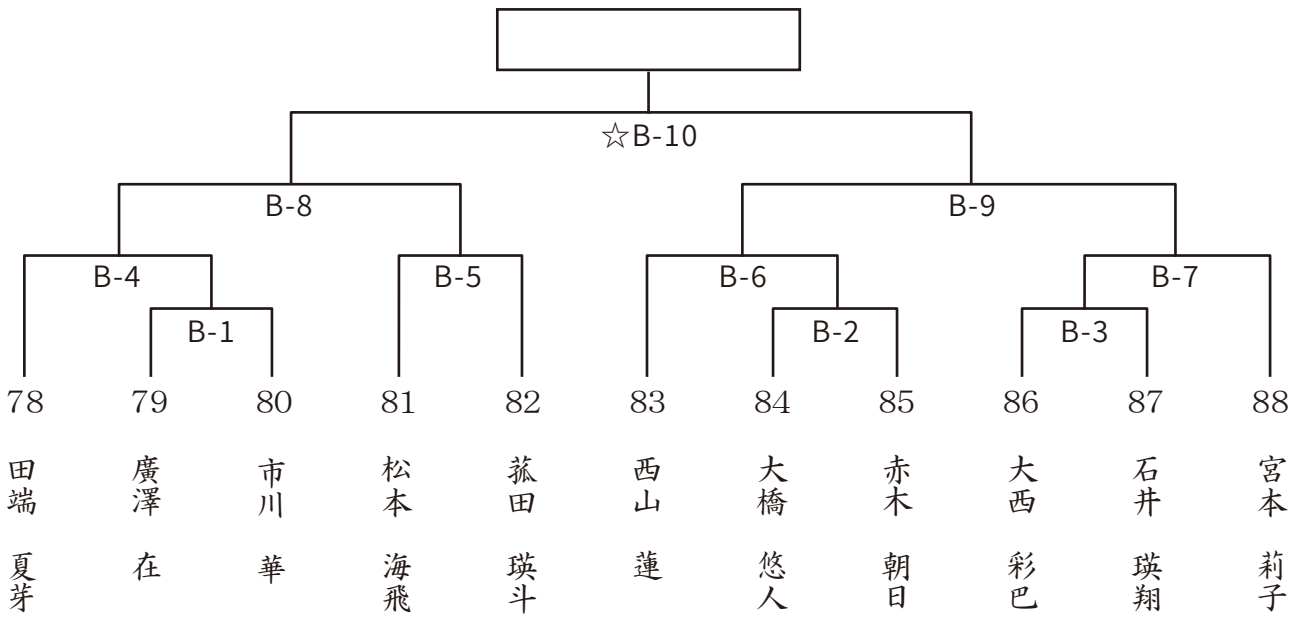 ☆B-10
B-8
B-9
B-4
B-5
B-6
B-7
B-1
B-2
B-3
78
79
80
81
82
83
84
85
86
87
88
田端 夏芽
廣澤 在
市川 華
松本 海飛
菰田 瑛斗
西山 蓮
大橋 悠人
赤木 朝日
大西 彩巴
石井 瑛翔
宮本 莉子